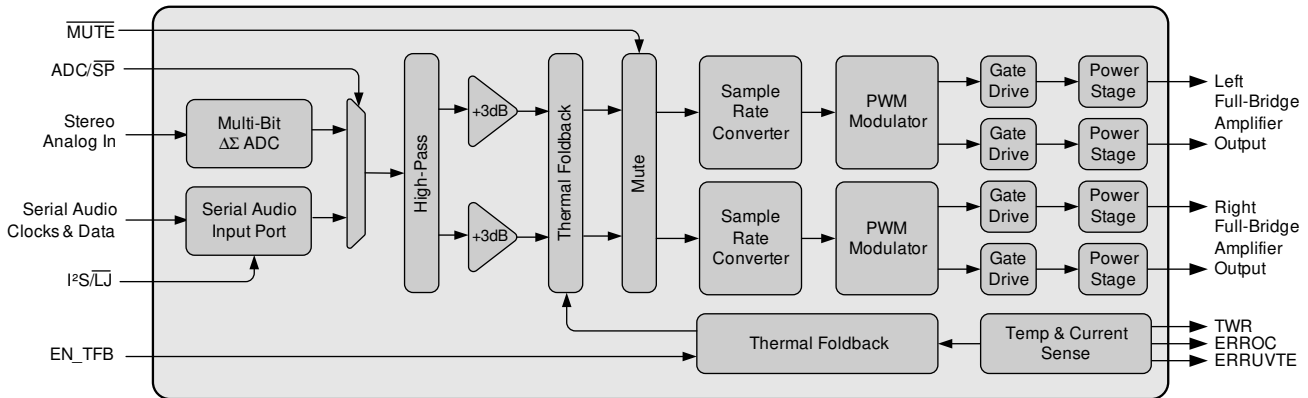 MUTE
ADC/SP
Stereo
Analog In
Serial Audio
Clocks & Data
I²S/LJ
EN_TFB
Multi-Bit
ΔΣ ADC
Serial Audio
Input Port
High-Pass
+3dB
+3dB
Thermal Foldback
Mute
Sample
Rate
Converter
PWM
Modulator
Gate
Drive
Power
Stage
Gate
Drive
Power
Stage
Left
Full-Bridge
Amplifier
Output
Sample
Rate
Converter
PWM
Modulator
Gate
Drive
Power
Stage
Gate
Drive
Power
Stage
Right
Full-Bridge
Amplifier
Output
Thermal Foldback
Temp & Current
Sense
TWR
ERROC
ERRUVTE